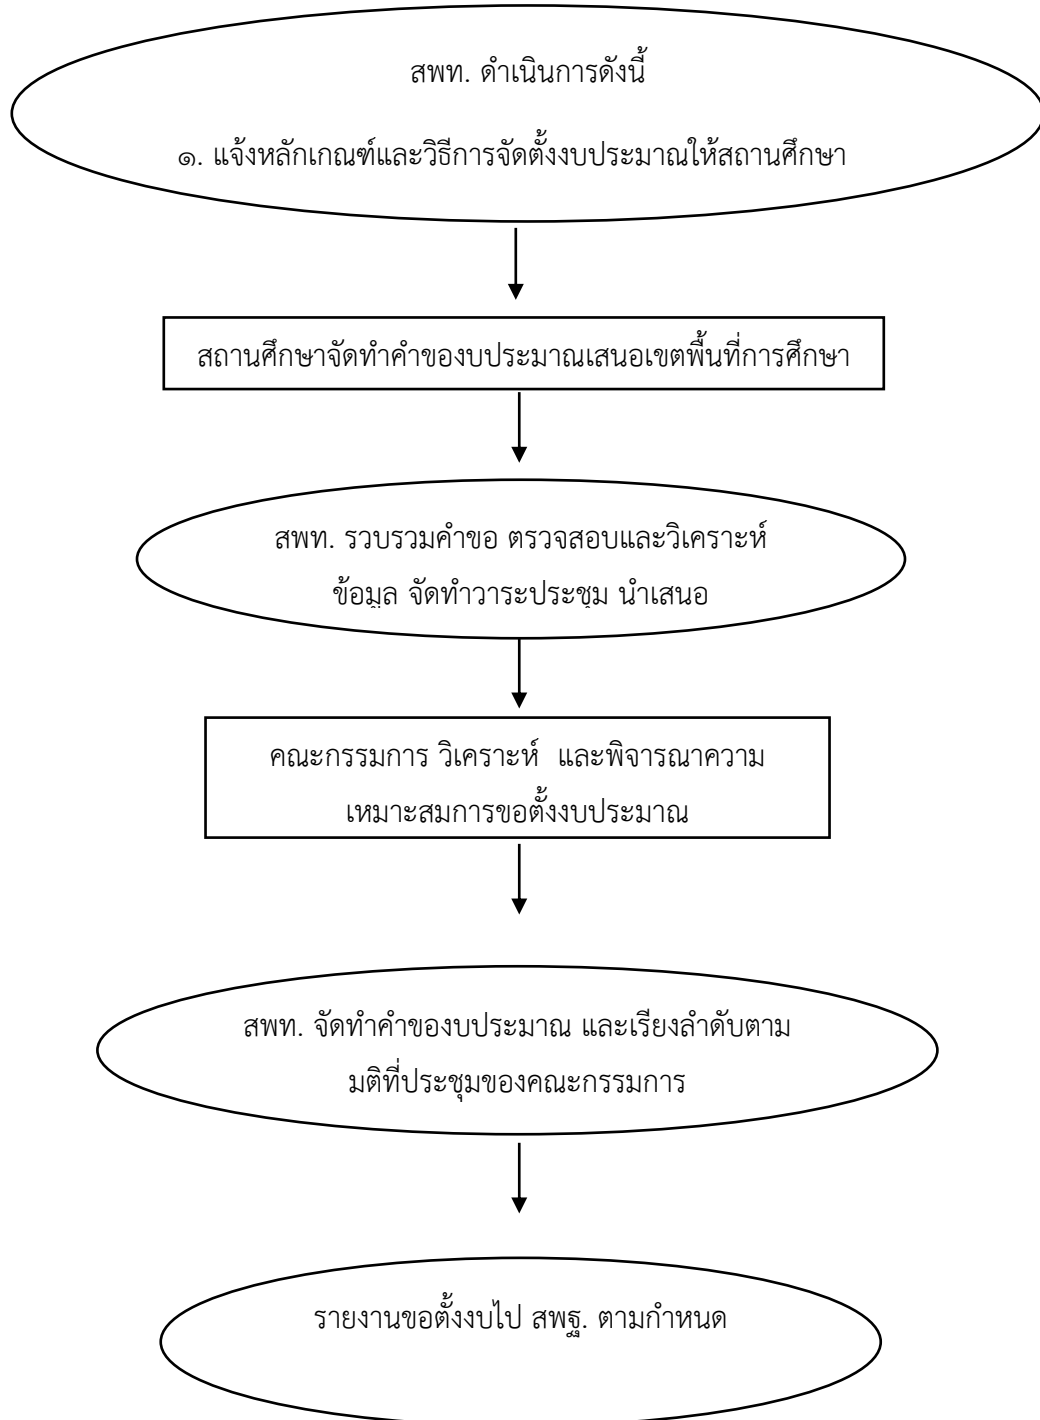 สพท. ดำเนินการดังนี้
๑. แจ้งหลักเกณฑ์และวิธีการจัดตั้งงบประมาณให้สถานศึกษา
สถานศึกษาจัดทำคำของบประมาณเสนอเขตพื้นที่การศึกษา
สพท. รวบรวมคำขอ ตรวจสอบและวิเคราะห์
ข้อมูล จัดทำวาระประชุม นำเสนอ
คณะกรรมการ วิเคราะห์  และพิจารณาความ
เหมาะสมการขอตั้งงบประมาณ
สพท. จัดทำคำของบประมาณ และเรียงลำดับตาม
มติที่ประชุมของคณะกรรมการ
รายงานขอตั้งงบไป สพฐ. ตามกำหนด